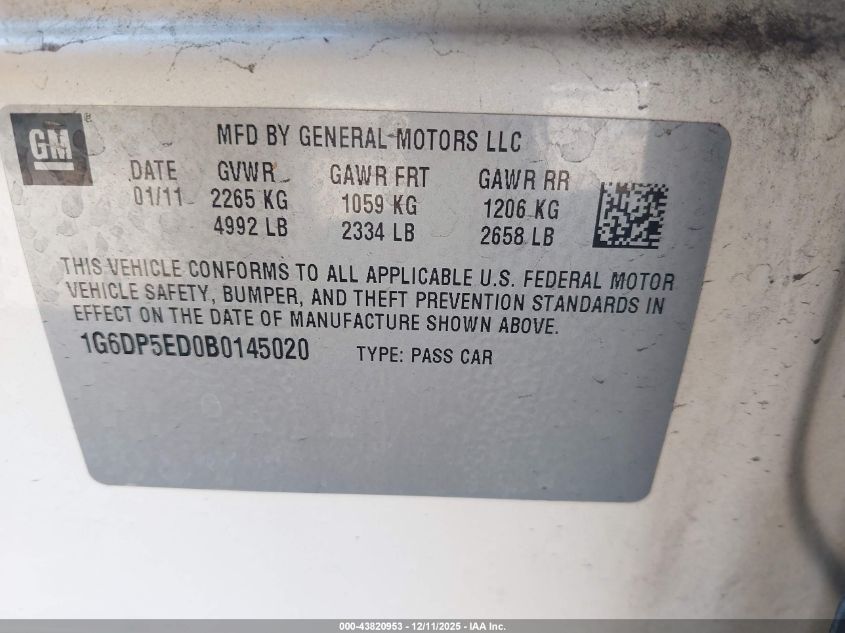 GM®
MFD BY GENERAL MOTORS LLC
DATE GVWR GAWR FRT GAWR RR
01/11 2265 KG 1059 KG 1206 KG
4992 LB 2334 LB 2658 LB
THIS VEHICLE CONFORMS TO ALL APPLICABLE U.S. FEDERAL MOTOR
VEHICLE SAFETY, BUMPER, AND THEFT PREVENTION STANDARDS IN
EFFECT ON THE DATE OF MANUFACTURE SHOWN ABOVE.
1G6DP5ED0B0145020 TYPE: PASS CAR
000-43820953 - 12/11/2025 - IAA Inc.